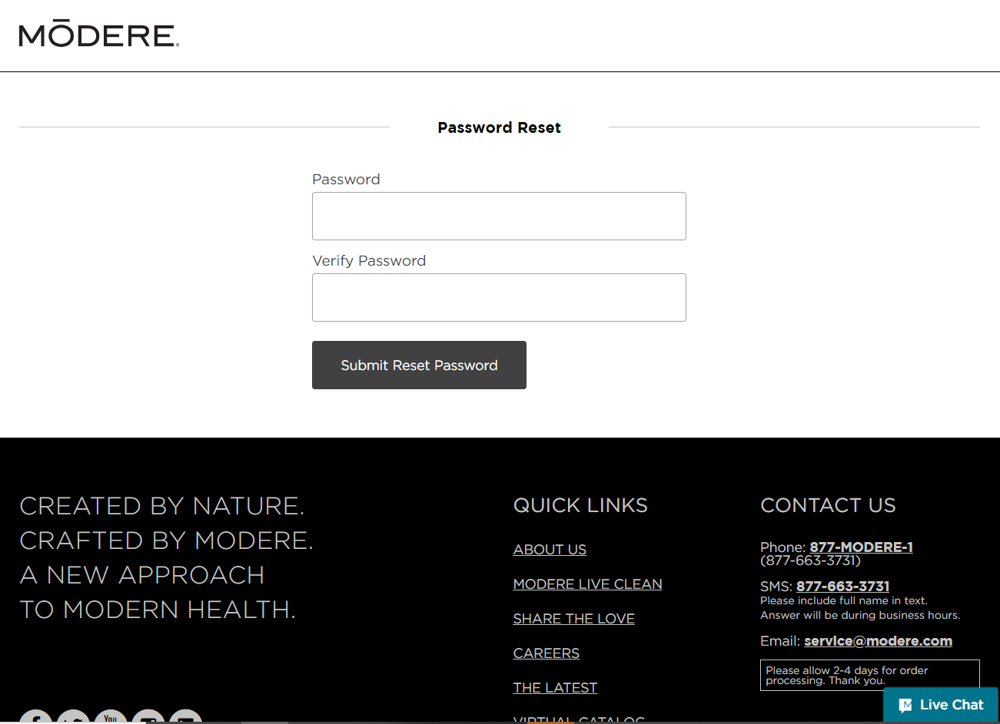 MŌDERE.
Password Reset
Password
Verify Password
Submit Reset Password
CREATED BY NATURE.
CRAFTED BY MODERE.
A NEW APPROACH
TO MODERN HEALTH.
QUICK LINKS
ABOUT US
MODERE LIVE CLEAN
SHARE THE LOVE
CAREERS
THE LATEST
VIRTUAL CATALOG
CONTACT US
Phone: 877-MODERE-1
(877-663-3731)
SMS: 877-663-3731
Please include full name in text.
Answer will be during business hours.
Email: service@modere.com
Please allow 2-4 days for order
processing. Thank you.
You
Live Chat